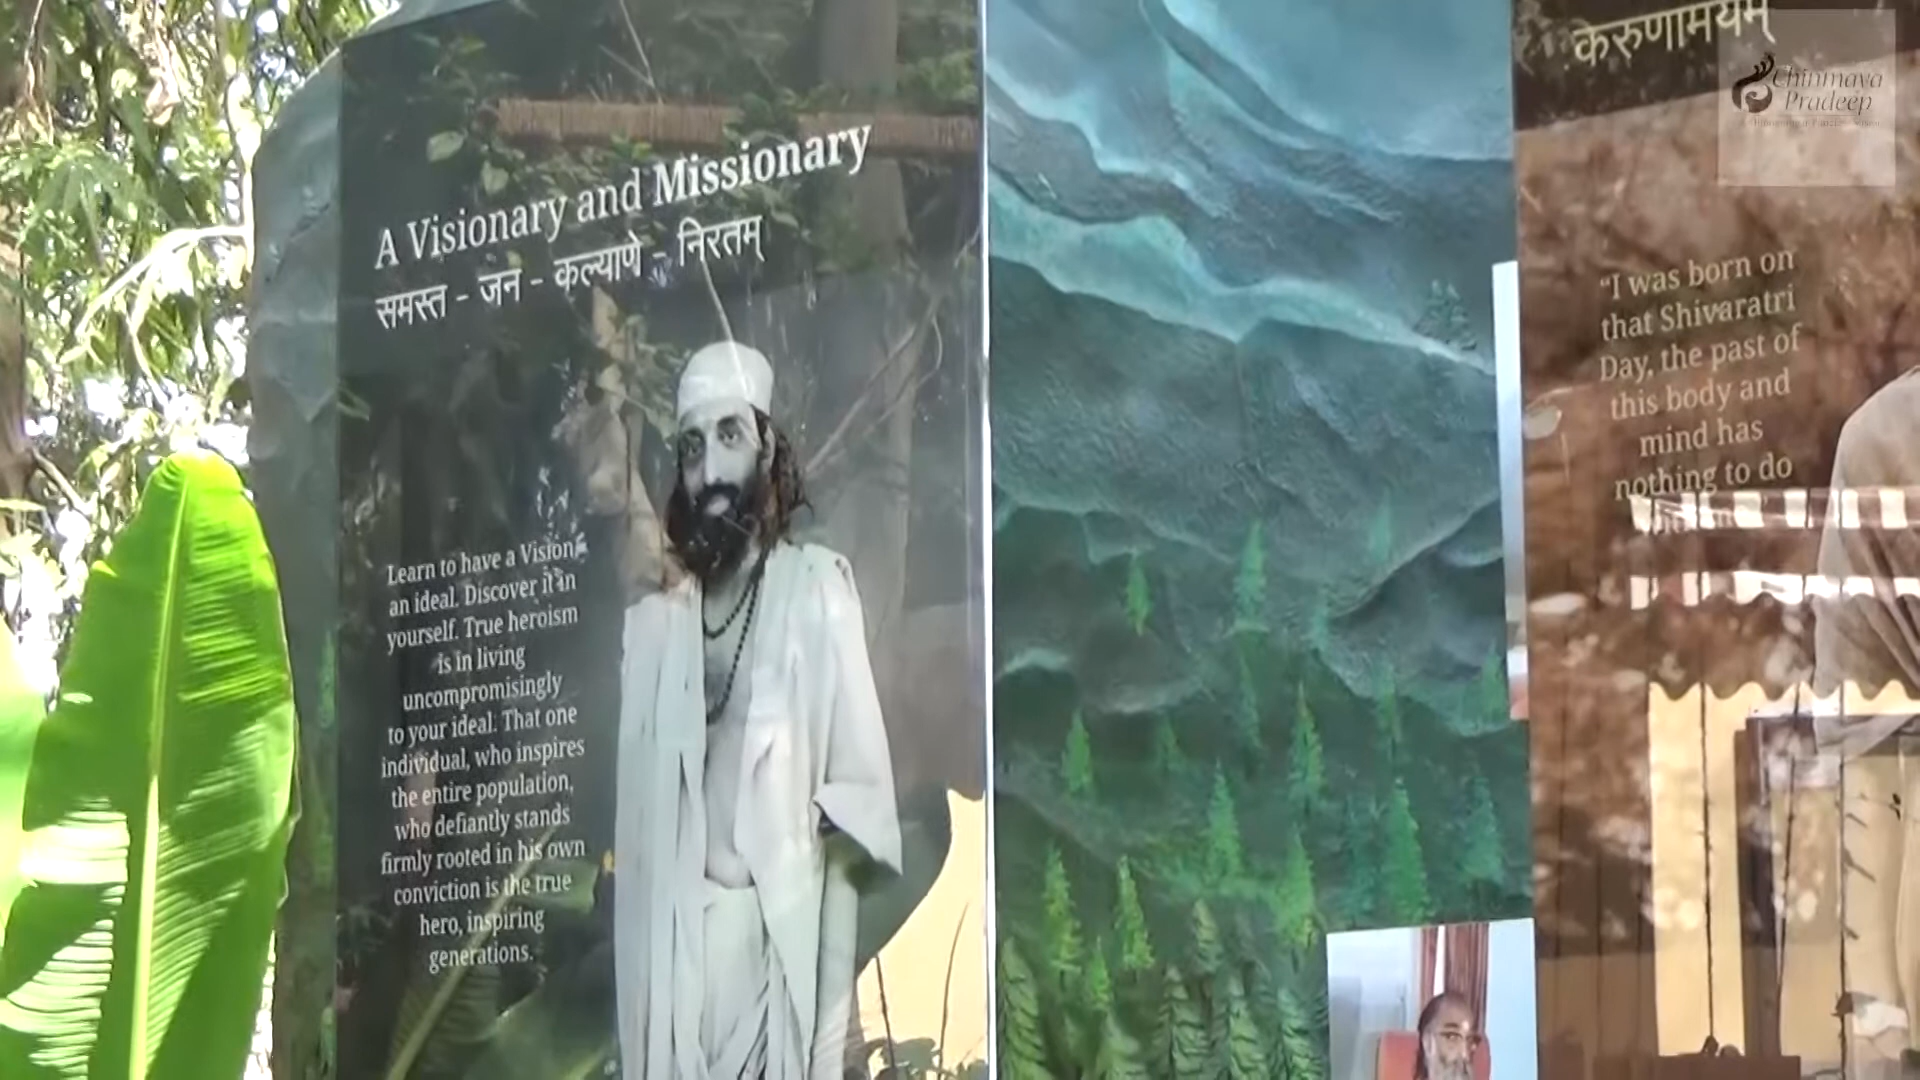 A Visionary and Missionary
समस्त - जन - कल्याणे - निरतम्
Learn to have a Vision,
an ideal. Discover it in
yourself. True heroism
is in living
uncompromisingly
to your ideal. That one
individual, who inspires
the entire population,
who defiantly stands
firmly rooted in his own
conviction is the true
hero, inspiring
generations.
करुणामयम्
Chinmaya
Pradeep
“I was born on
that Shivaratri
Day, the past of
this body and
mind has
nothing to do